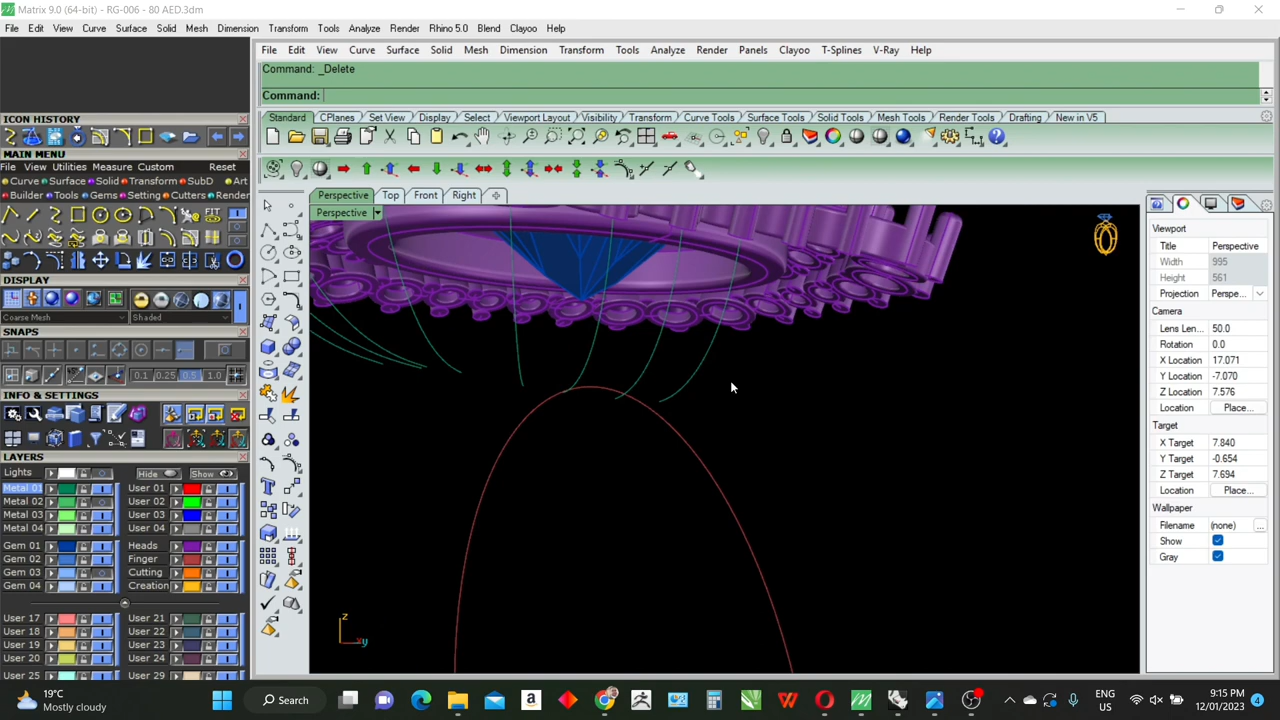 Matrix 9.0 (64-bit) - RG-006 - 80 AED.3dm
File Edit View Curve Surface Solid Mesh Dimension Transform Tools Analyze Render Rhino 5.0 Blend Clayoo Help
File Edit View Curve Surface Solid Mesh Dimension Transform Tools Analyze Render Panels Clayoo T-Splines V-Ray Help
Command: _Delete
Command:
Standard CPlanes Set View Display Select Viewport Layout Visibility Transform Curve Tools Surface Tools Solid Tools Mesh Tools Render Tools Drafting New in V5
ICON HISTORY
MAIN MENU
File View Utilities Measure Custom Reset
Curve Surface Solid Transform SubD Art
Builder Tools Gems Setting Cutters Render
FIT
DISPLAY
Coarse Mesh Shaded
SNAPS
0.1 0.25 0.5 1.0
INFO & SETTINGS
LAYERS
Lights Hide Show
Metal 01 User 01
Metal 02 User 02
Metal 03 User 03
Metal 04 User 04
Gem 01 Heads
Gem 02 Finger
Gem 03 Cutting
Gem 04 Creation
User 17 User 21
User 18 User 22
User 19 User 23
User 20 User 24
User 25 User 29
Perspective Top Front Right
Perspective
z
x y
Viewport
Title Perspective
Width 995
Height 561
Projection Perspe...
Camera
Lens Len... 50.0
Rotation 0.0
X Location 17.071
Y Location -7.070
Z Location 7.576
Location Place...
Target
X Target 7.840
Y Target -0.654
Z Target 7.694
Location Place...
Wallpaper
Filename (none) ...
Show
Gray
19°C
Mostly cloudy
Search
ENG
US
9:15 PM
12/01/2023
4